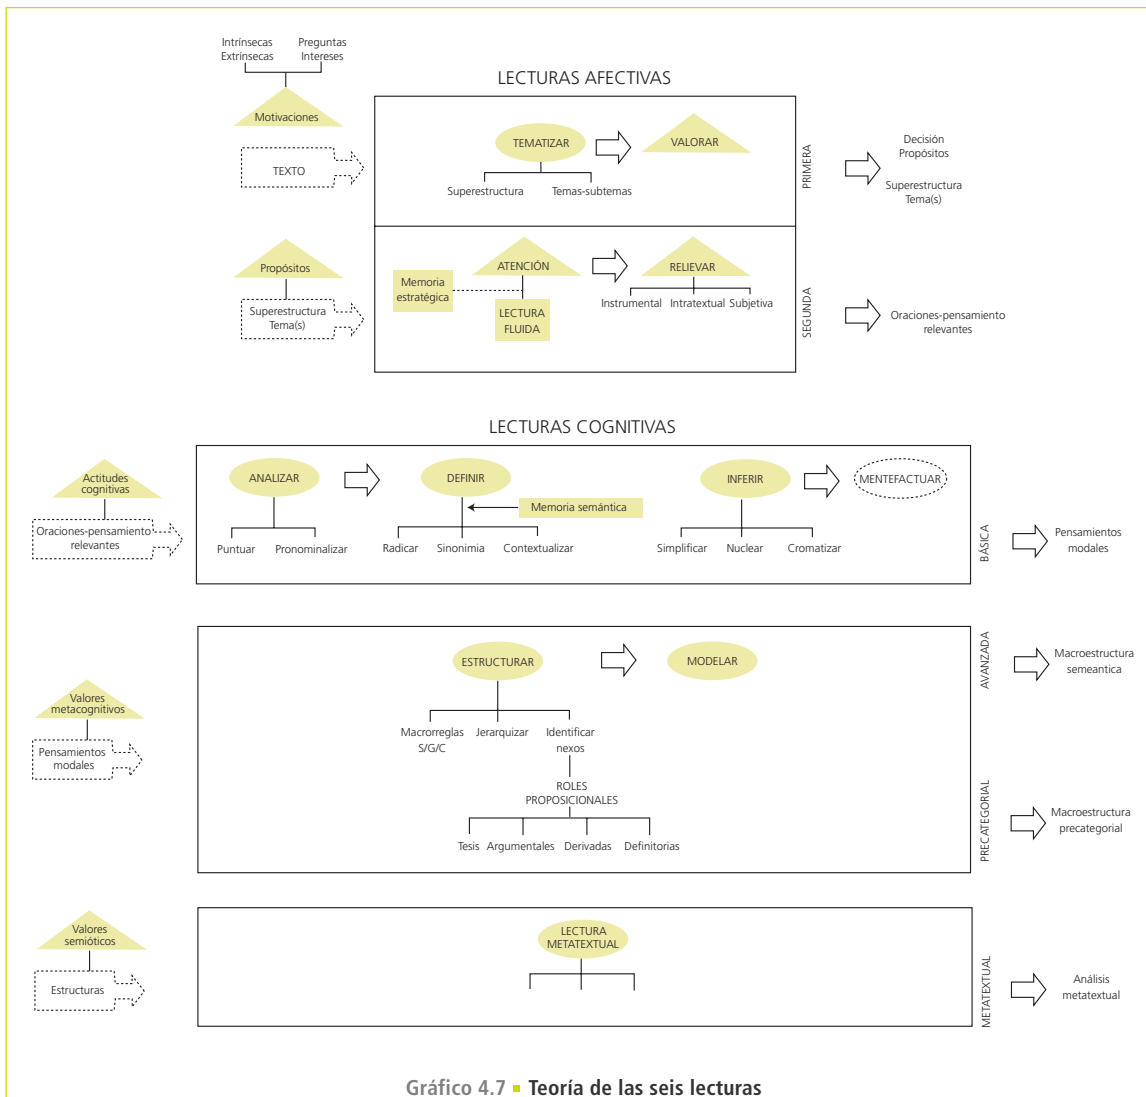 Intrínsecas
Extrínsecas
Preguntas
Intereses
Motivaciones
TEXTO
LECTURAS AFECTIVAS
TEMATIZAR
VALORAR
Superestructura
Temas-subtemas
PRIMERA
Decisión
Propósitos
Superestructura
Tema(s)
Propósitos
Superestructura
Tema(s)
Memoria
estratégica
ATENCIÓN
LECTURA
FLUIDA
RELIEVAR
Instrumental
Intratextual
Subjetiva
SEGUNDA
Oraciones-pensamiento
relevantes
LECTURAS COGNITIVAS
Actitudes
cognitivas
Oraciones-pensamiento
relevantes
ANALIZAR
Puntuar
Pronominalizar
DEFINIR
Memoria semántica
Radicar
Sinonimia
Contextualizar
INFERIR
Simplificar
Nuclear
Cromatizar
MENTEFACTUAR
BÁSICA
Pensamientos
modales
Valores
metacognitivos
Pensamientos
modales
ESTRUCTURAR
MODELAR
Macrorreglas
S/G/C
Jerarquizar
Identificar
nexos
ROLES
PROPOSICIONALES
Tesis
Argumentales
Derivadas
Definitorias
AVANZADA
Macroestructura
semeantica
PRECATEGORIAL
Macroestructura
precategorial
Valores
semióticos
Estructuras
LECTURA
METATEXTUAL
METATEXTUAL
Análisis
metatextual
Gráfico 4.7 ▪ Teoría de las seis lecturas